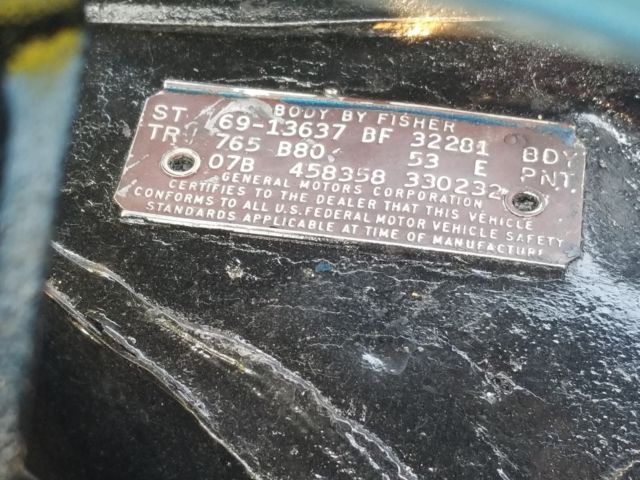 BODY BY FISHER
ST. 69-13637 BF 32281 BDY
TR. 765 B80 53 E PNT.
07B 458358 330232
GENERAL MOTORS CORPORATION
CERTIFIES TO THE DEALER THAT THIS VEHICLE
CONFORMS TO ALL U.S. FEDERAL MOTOR VEHICLE SAFETY
STANDARDS APPLICABLE AT TIME OF MANUFACTURE